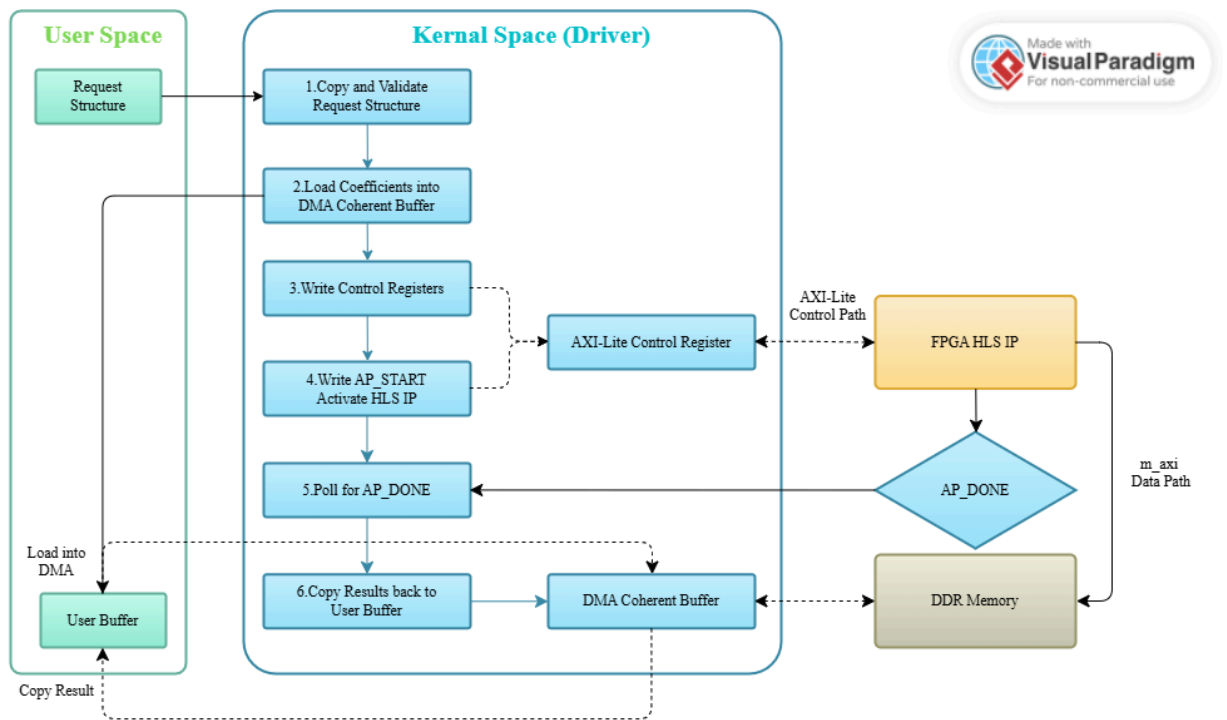 User Space
Kernal Space (Driver)
Made with
VisualParadigm
For non-commercial use
Request
Structure
1.Copy and Validate
Request Structure
2.Load Coefficients into
DMA Coherent Buffer
3.Write Control Registers
AXI-Lite
Control Path
AXI-Lite Control Register
FPGA HLS IP
4.Write AP_START
Activate HLS IP
m_axi
Data Path
5.Poll for AP_DONE
AP_DONE
Load into
DMA
User Buffer
6.Copy Results back to
User Buffer
DMA Coherent Buffer
DDR Memory
Copy Result